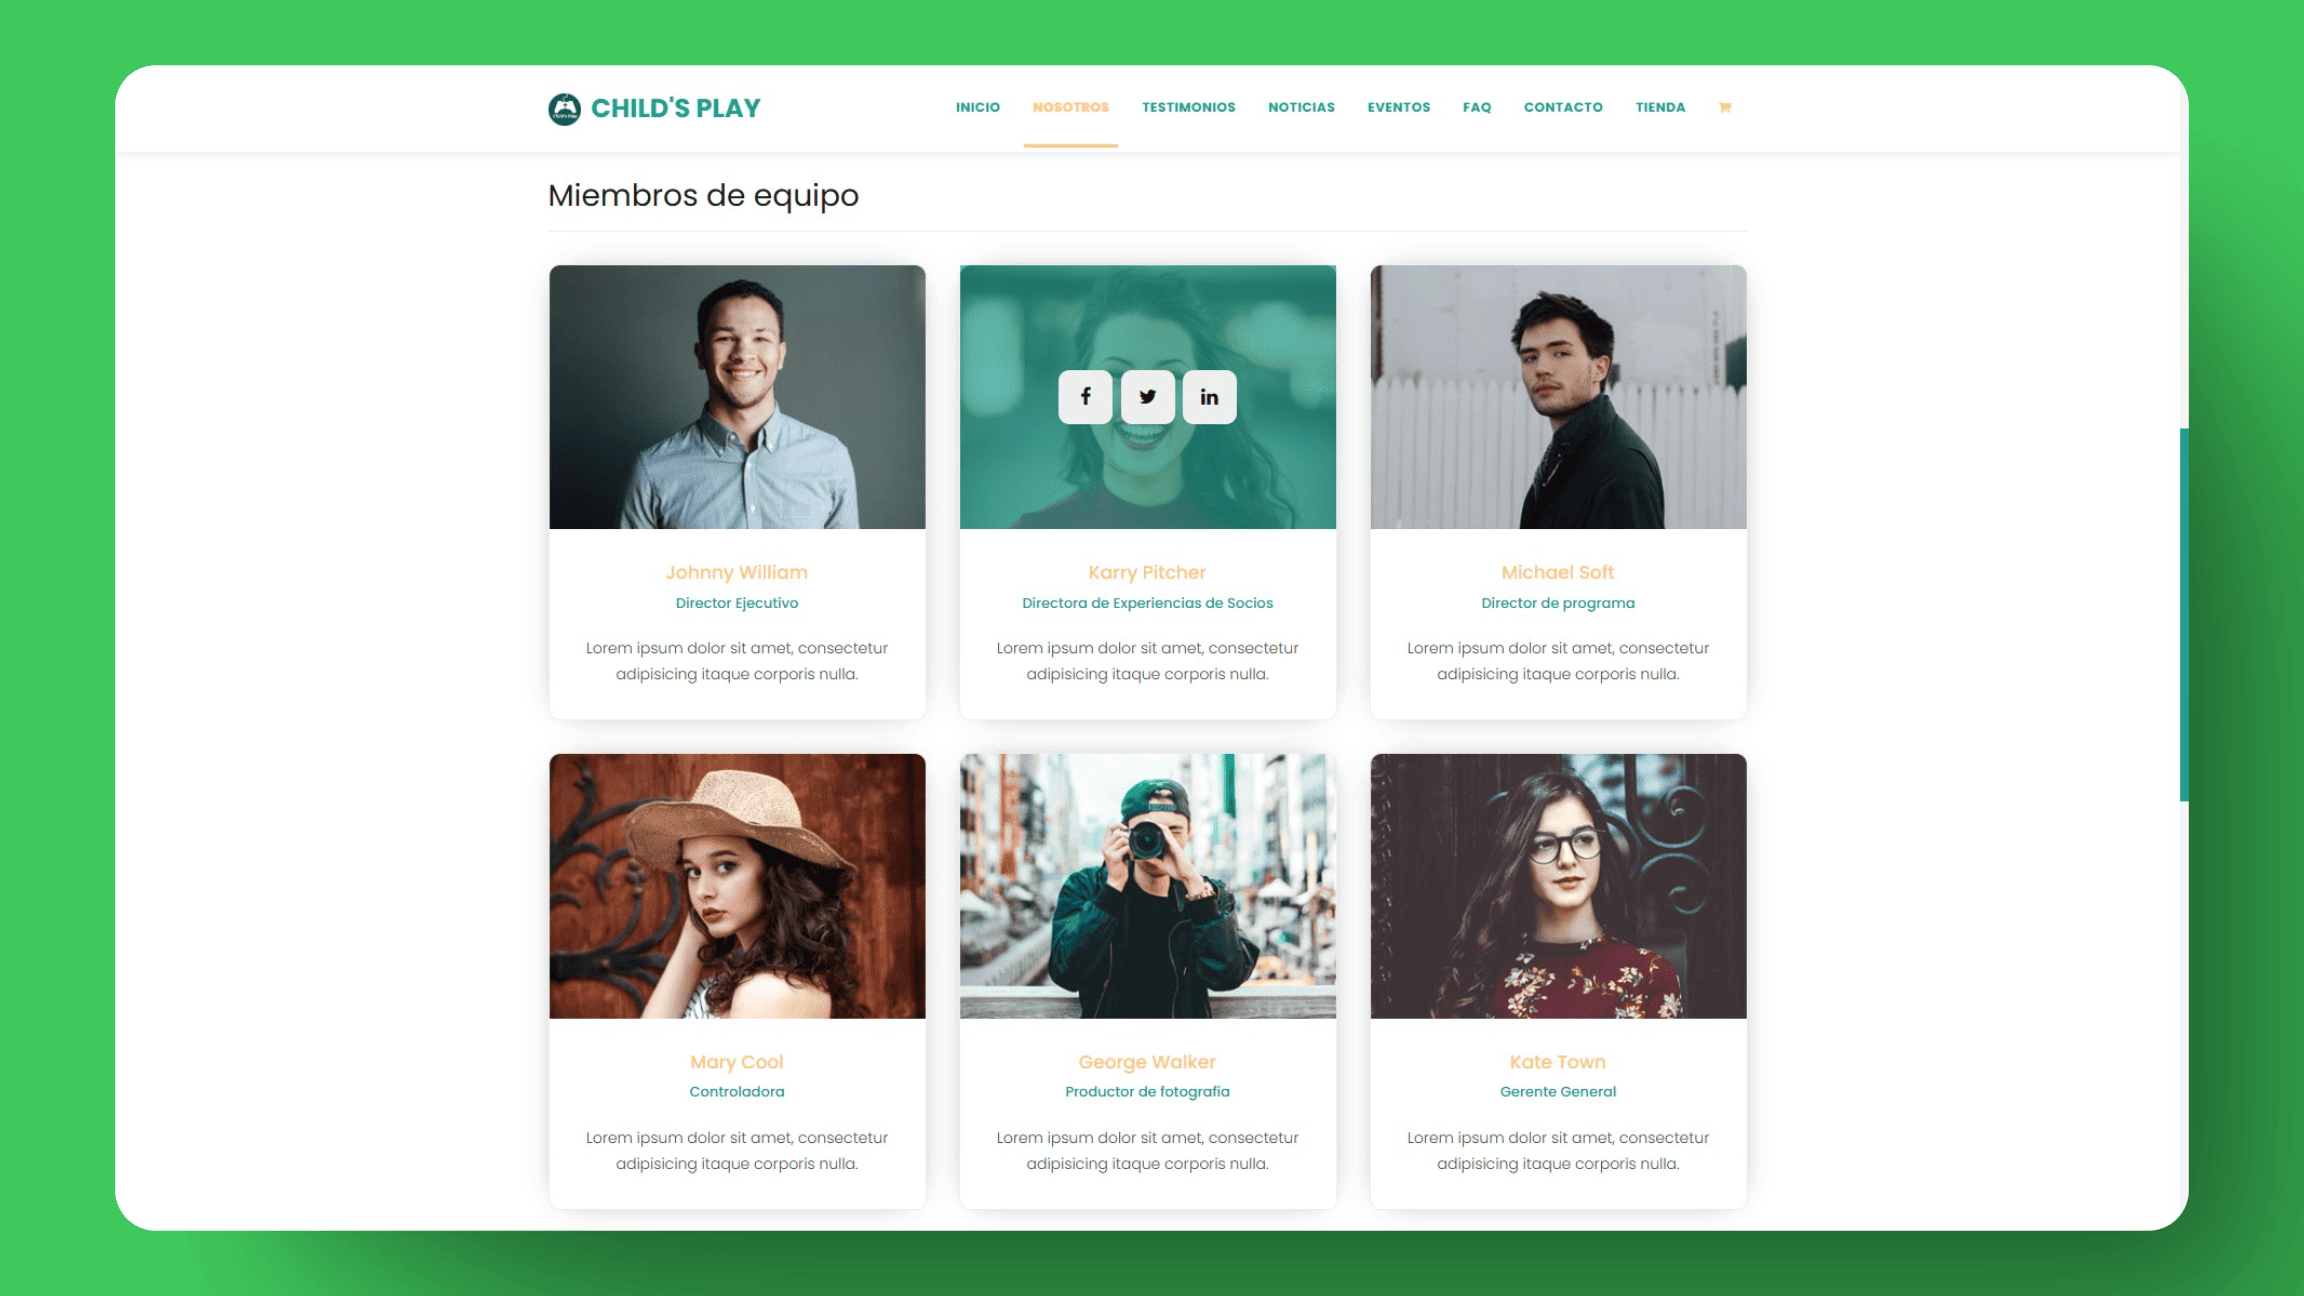 CHILD'S PLAY
INICIO NOSOTROS TESTIMONIOS NOTICIAS EVENTOS FAQ CONTACTO TIENDA
Miembros de equipo
Johnny William
Director Ejecutivo
Lorem ipsum dolor sit amet, consectetur
adipisicing itaque corporis nulla.
Karry Pitcher
Directora de Experiencias de Socios
Lorem ipsum dolor sit amet, consectetur
adipisicing itaque corporis nulla.
Michael Soft
Director de programa
Lorem ipsum dolor sit amet, consectetur
adipisicing itaque corporis nulla.
Mary Cool
Controladora
Lorem ipsum dolor sit amet, consectetur
adipisicing itaque corporis nulla.
George Walker
Productor de fotografía
Lorem ipsum dolor sit amet, consectetur
adipisicing itaque corporis nulla.
Kate Town
Gerente General
Lorem ipsum dolor sit amet, consectetur
adipisicing itaque corporis nulla.